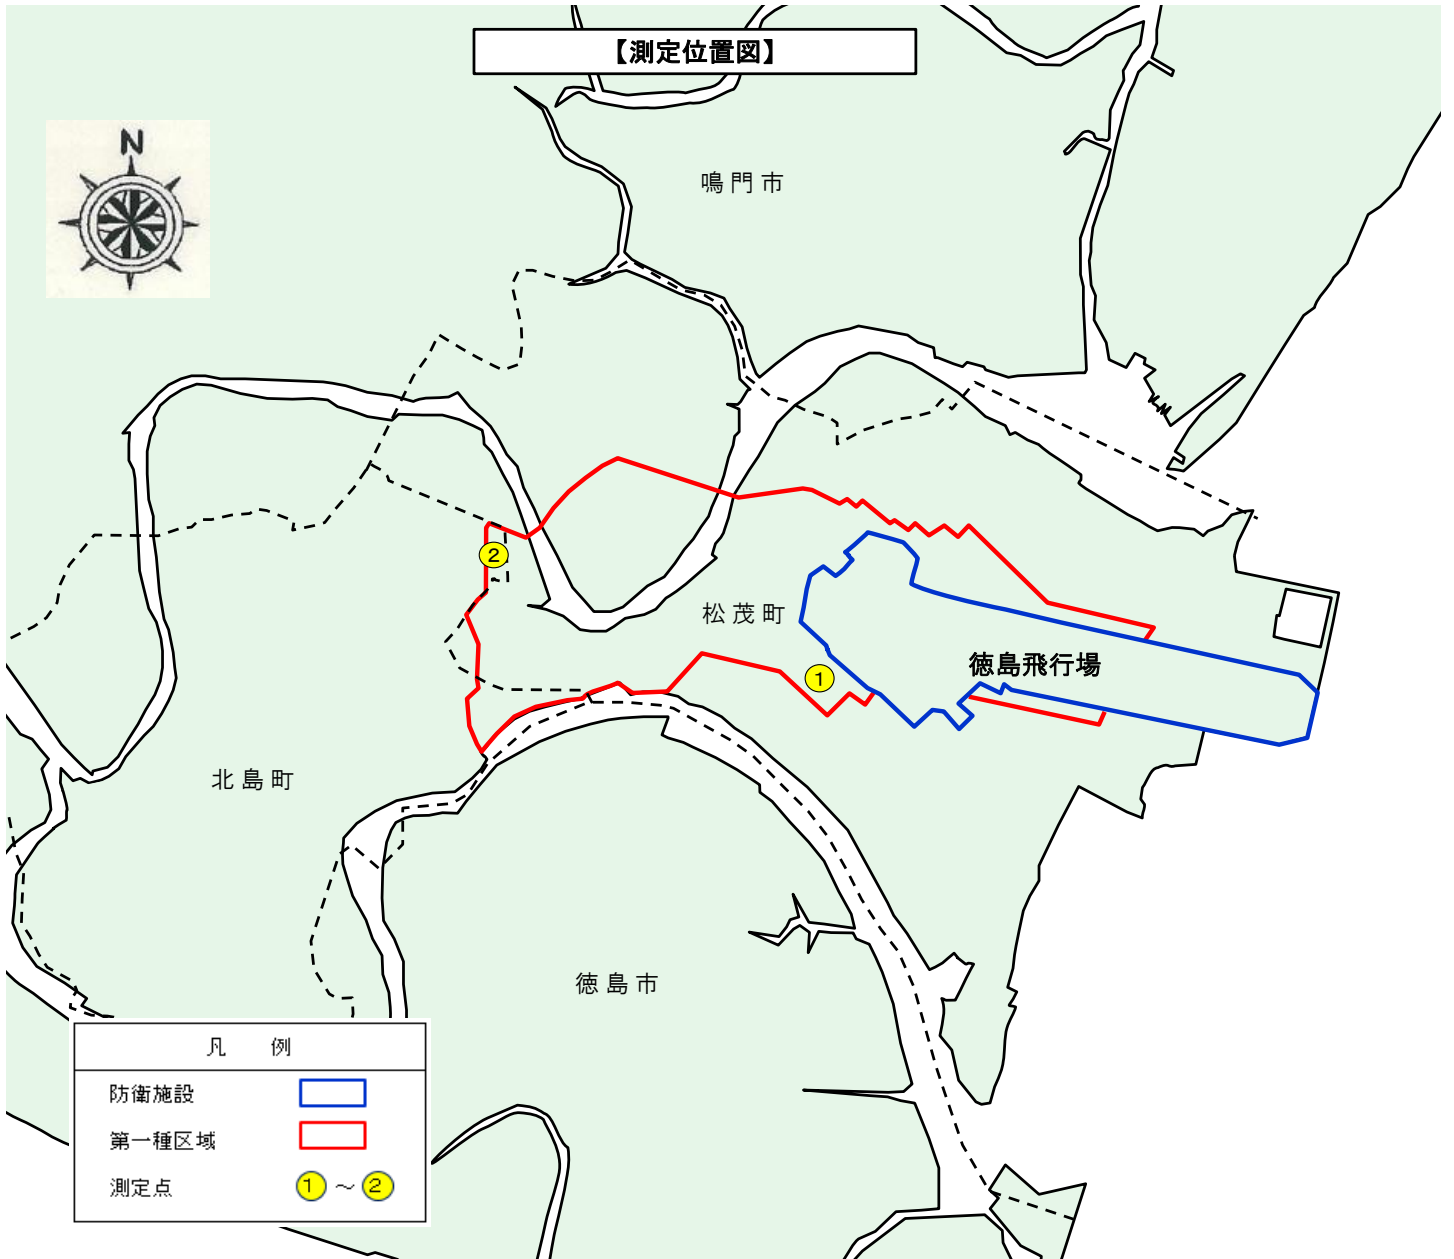 【測定位置図】
N
鳴門市
②
松茂町
①
徳島飛行場
北島町
徳島市
凡 例
防衛施設
第一種区域
測定点 ① ～ ②